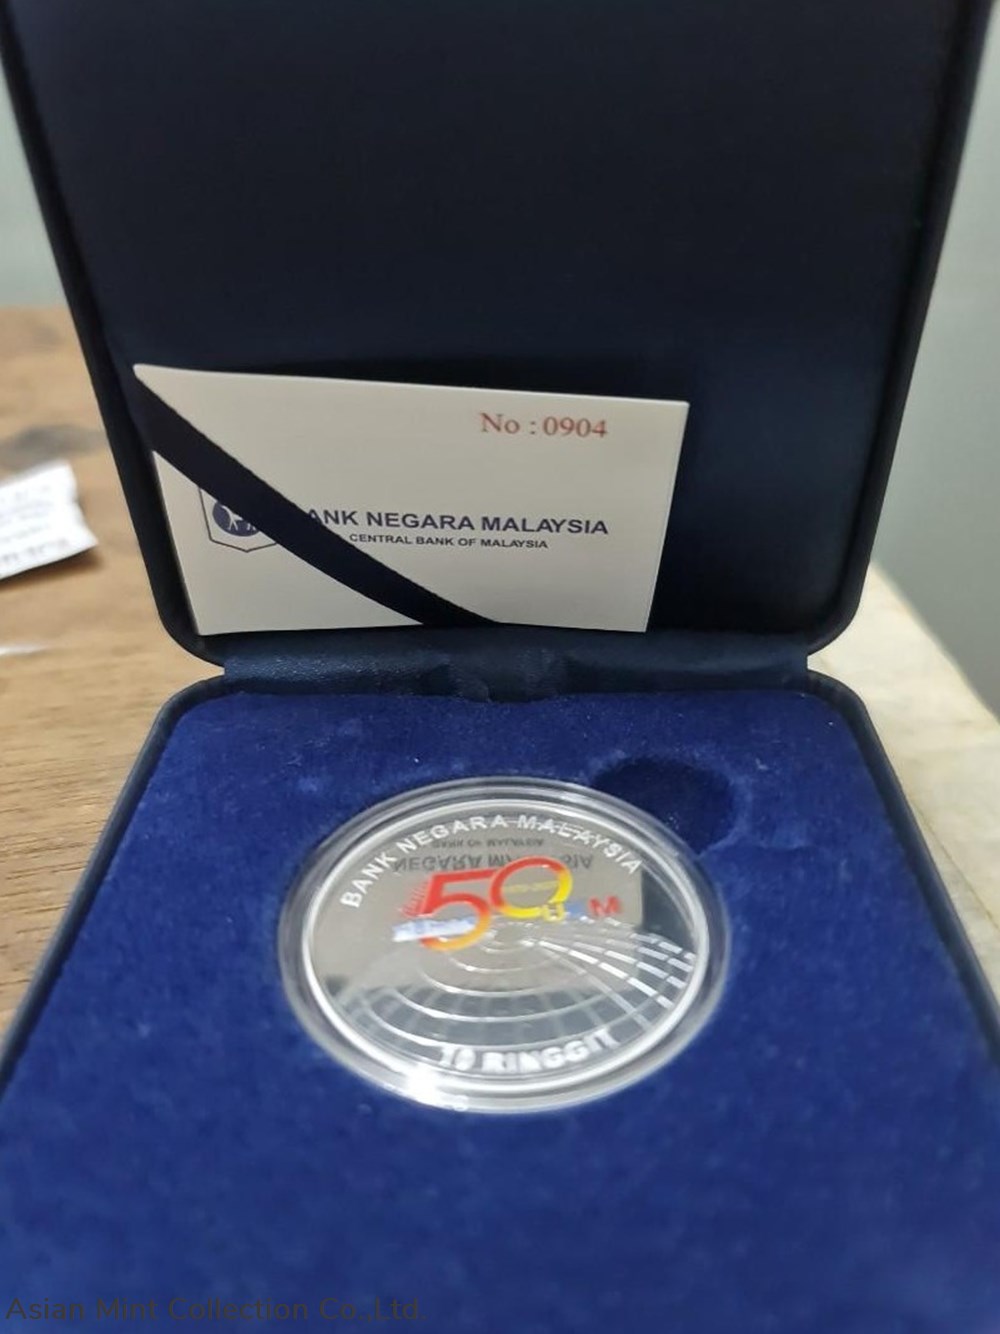 No : 0904
ANK NEGARA MALAYSIA
CENTRAL BANK OF MALAYSIA
BANK NEGARA MALAYSIA
50
M
10 RINGGIT
Asian Mint Collection Co.,Ltd.